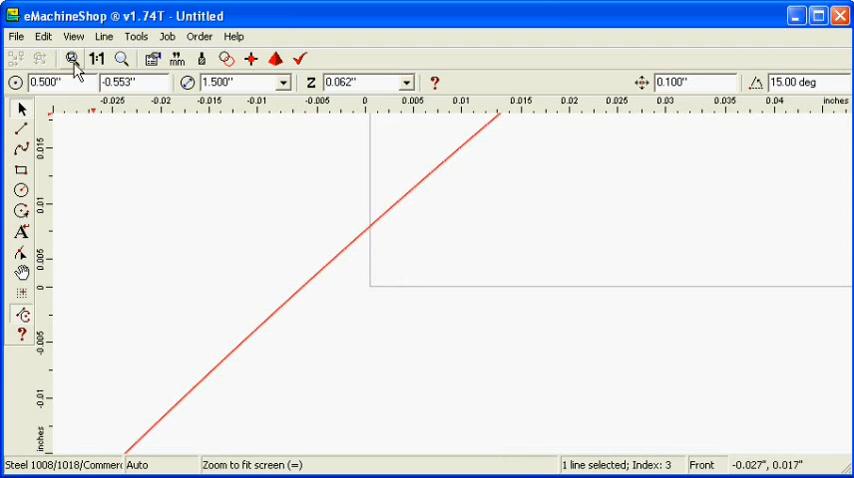 eMachineShop ® v1.74T - Untitled
File Edit View Line Tools Job Order Help
1:1 mm
0.500" -0.553" 1.500" Z 0.062" ? 0.100" 15.00 deg
-0.025 -0.02 -0.015 -0.01 -0.005 0 0.005 0.01 0.015 0.02 0.025 0.03 0.035 0.04 inches
0.015
0.01
0.005
0
-0.005
-0.01
inches
A
?
Steel 1008/1018/Commerc Auto Zoom to fit screen (=) 1 line selected; Index: 3 Front -0.027", 0.017"